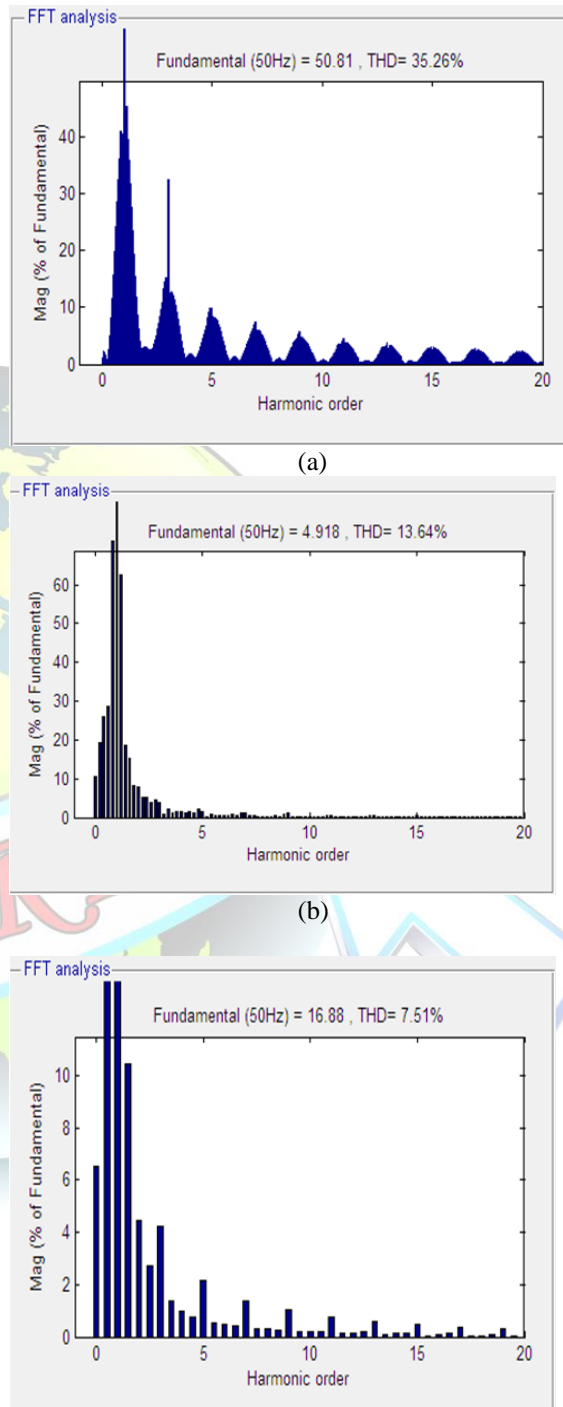 FFT analysis
Fundamental (50Hz) = 50.81 , THD= 35.26%
Mag (% of Fundamental)
40
30
20
10
0
0 5 10 15 20
Harmonic order
(a)
FFT analysis
Fundamental (50Hz) = 4.918 , THD= 13.64%
Mag (% of Fundamental)
60
50
40
30
20
10
0
0 5 10 15 20
Harmonic order
(b)
FFT analysis
Fundamental (50Hz) = 16.88 , THD= 7.51%
Mag (% of Fundamental)
10
8
6
4
2
0
0 5 10 15 20
Harmonic order